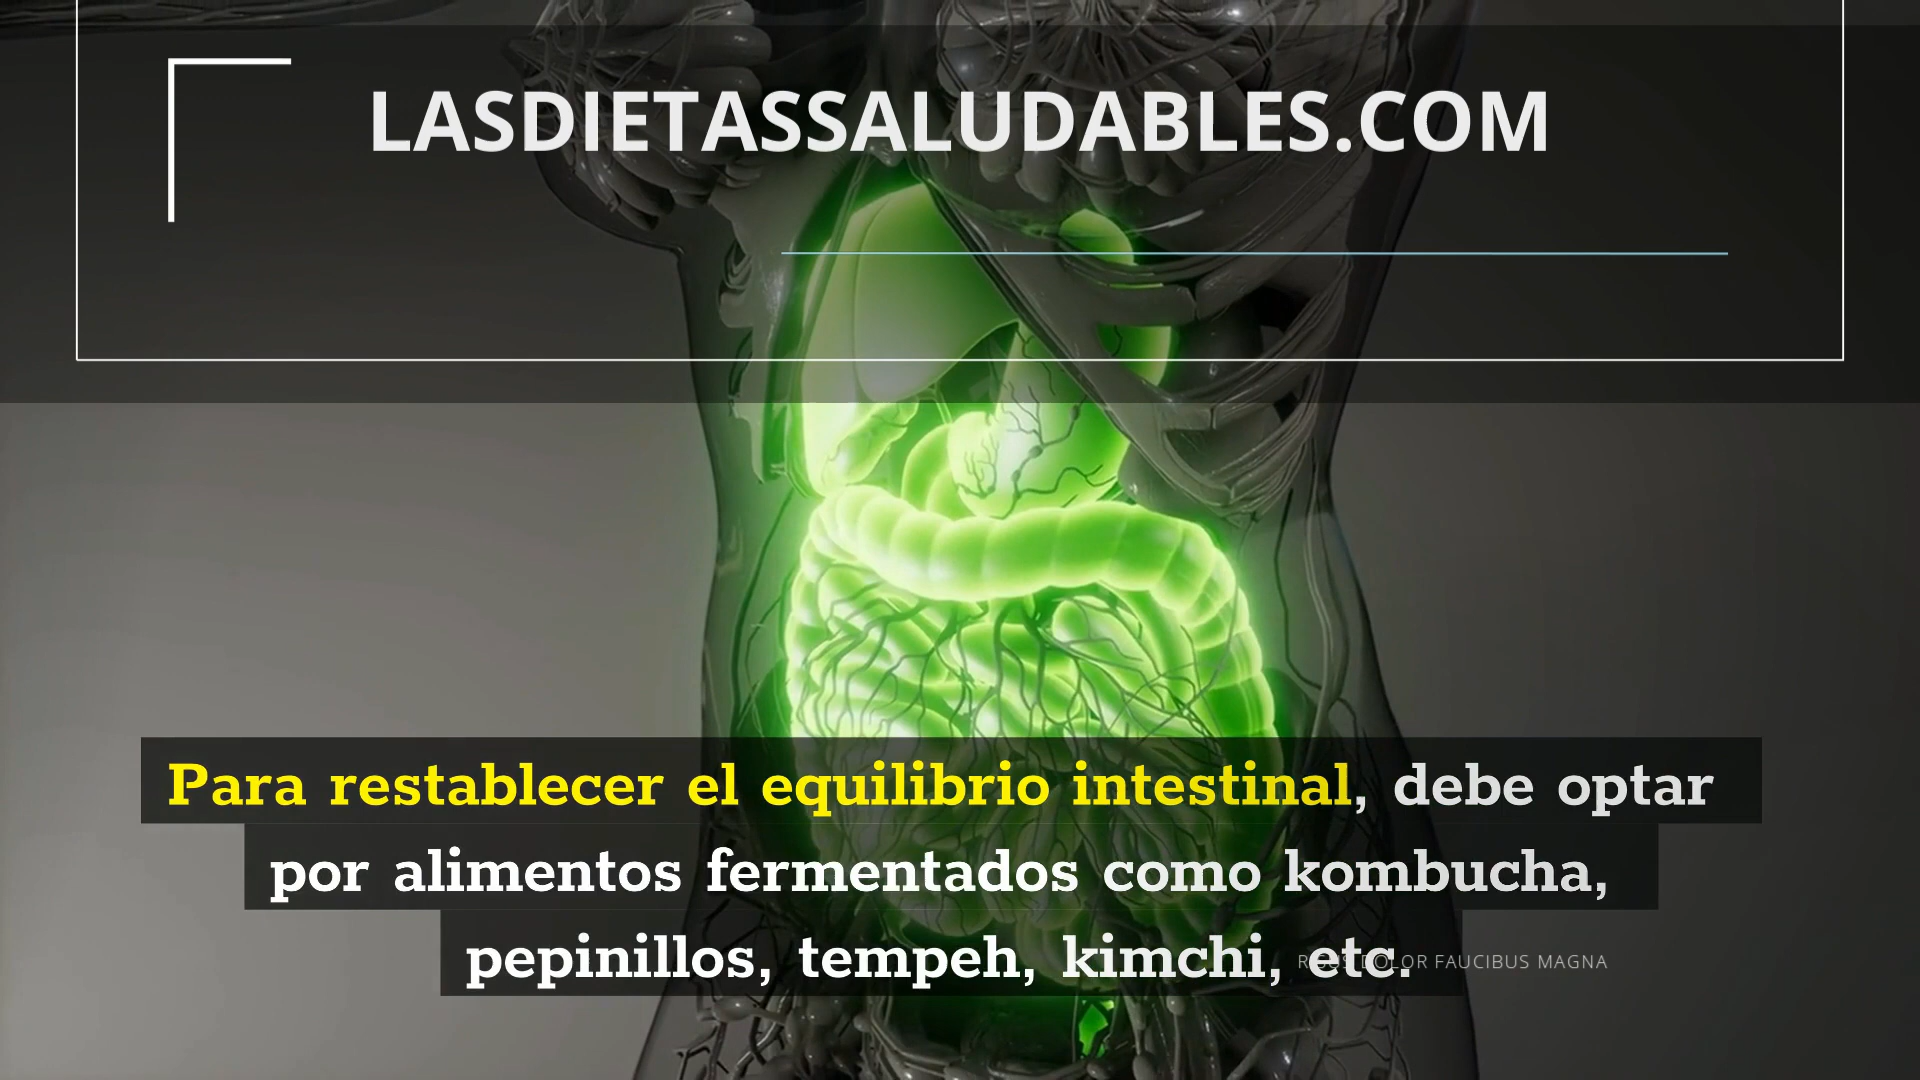 LASDIETASSALUDABLES.COM
Para restablecer el equilibrio intestinal, debe optar
por alimentos fermentados como kombucha,
pepinillos, tempeh, kimchi, etc.
DOLOR FAUCIBUS MAGNA